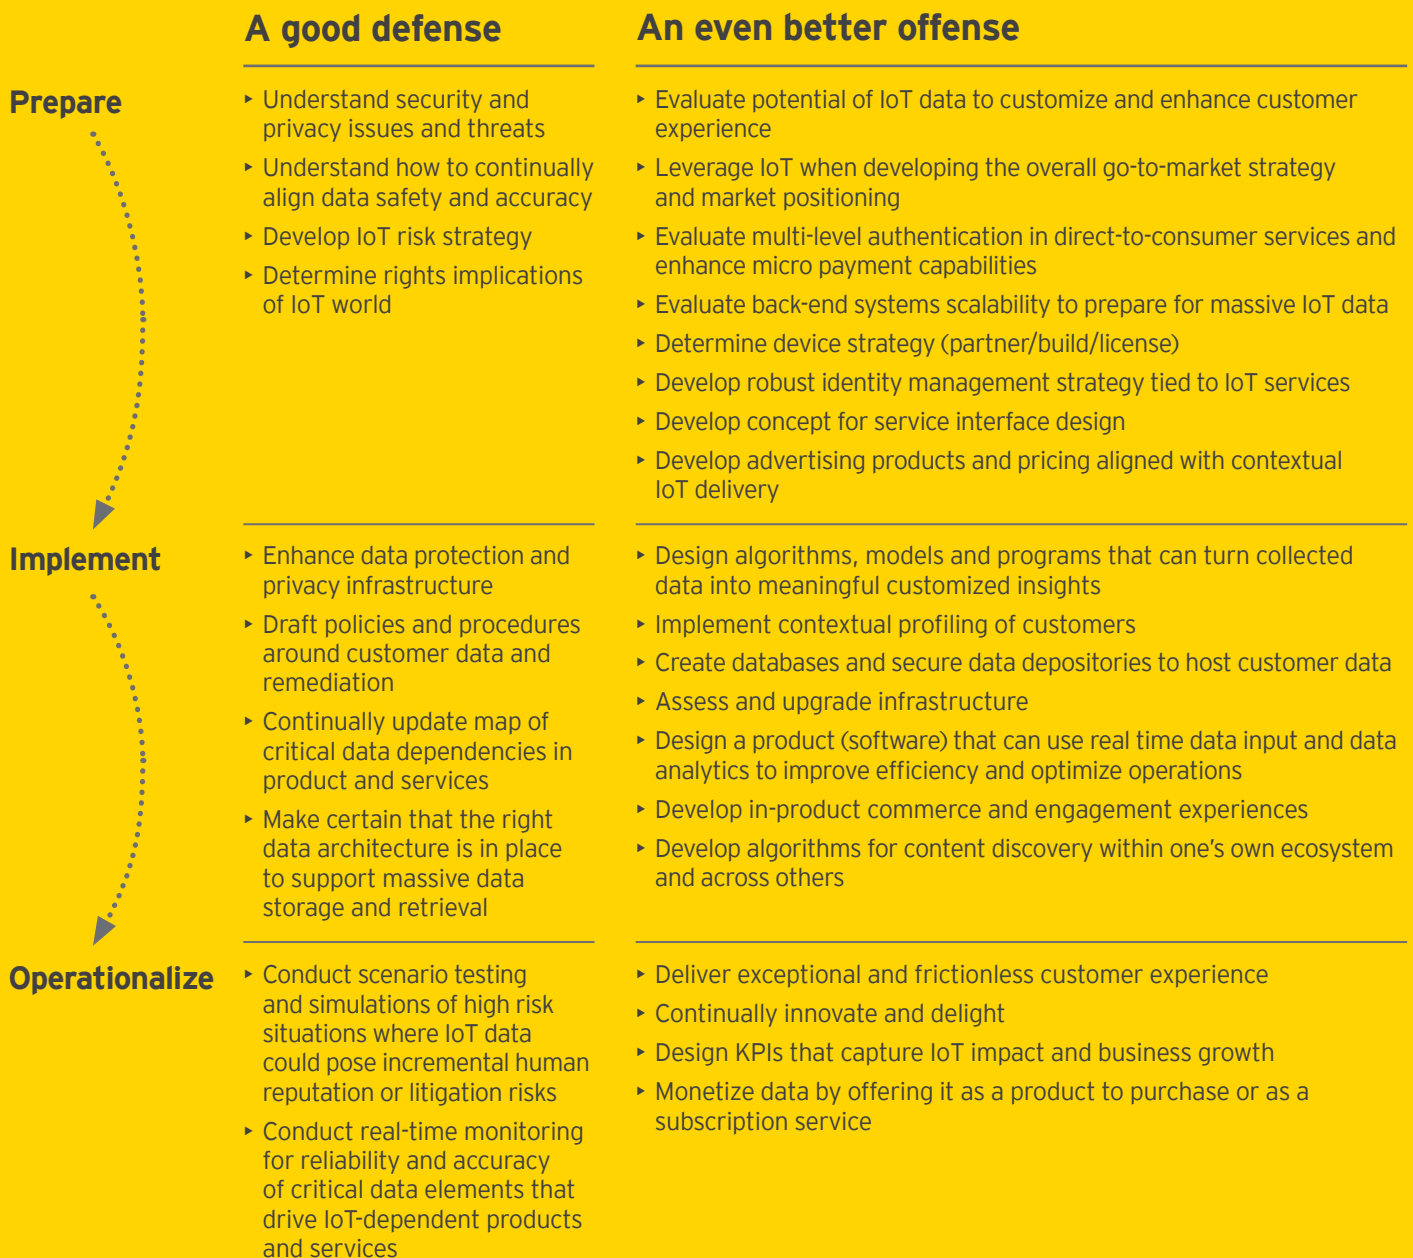 A good defense
An even better offense
Prepare
▸ Understand security and
privacy issues and threats
▸ Understand how to continually
align data safety and accuracy
▸ Develop IoT risk strategy
▸ Determine rights implications
of IoT world
▸ Evaluate potential of IoT data to customize and enhance customer
experience
▸ Leverage IoT when developing the overall go-to-market strategy
and market positioning
▸ Evaluate multi-level authentication in direct-to-consumer services and
enhance micro payment capabilities
▸ Evaluate back-end systems scalability to prepare for massive IoT data
▸ Determine device strategy (partner/build/license)
▸ Develop robust identity management strategy tied to IoT services
▸ Develop concept for service interface design
▸ Develop advertising products and pricing aligned with contextual
IoT delivery
Implement
▸ Enhance data protection and
privacy infrastructure
▸ Draft policies and procedures
around customer data and
remediation
▸ Continually update map of
critical data dependencies in
product and services
▸ Make certain that the right
data architecture is in place
to support massive data
storage and retrieval
▸ Design algorithms, models and programs that can turn collected
data into meaningful customized insights
▸ Implement contextual profiling of customers
▸ Create databases and secure data depositories to host customer data
▸ Assess and upgrade infrastructure
▸ Design a product (software) that can use real time data input and data
analytics to improve efficiency and optimize operations
▸ Develop in-product commerce and engagement experiences
▸ Develop algorithms for content discovery within one's own ecosystem
and across others
Operationalize
▸ Conduct scenario testing
and simulations of high risk
situations where IoT data
could pose incremental human
reputation or litigation risks
▸ Conduct real-time monitoring
for reliability and accuracy
of critical data elements that
drive IoT-dependent products
and services
▸ Deliver exceptional and frictionless customer experience
▸ Continually innovate and delight
▸ Design KPIs that capture IoT impact and business growth
▸ Monetize data by offering it as a product to purchase or as a
subscription service